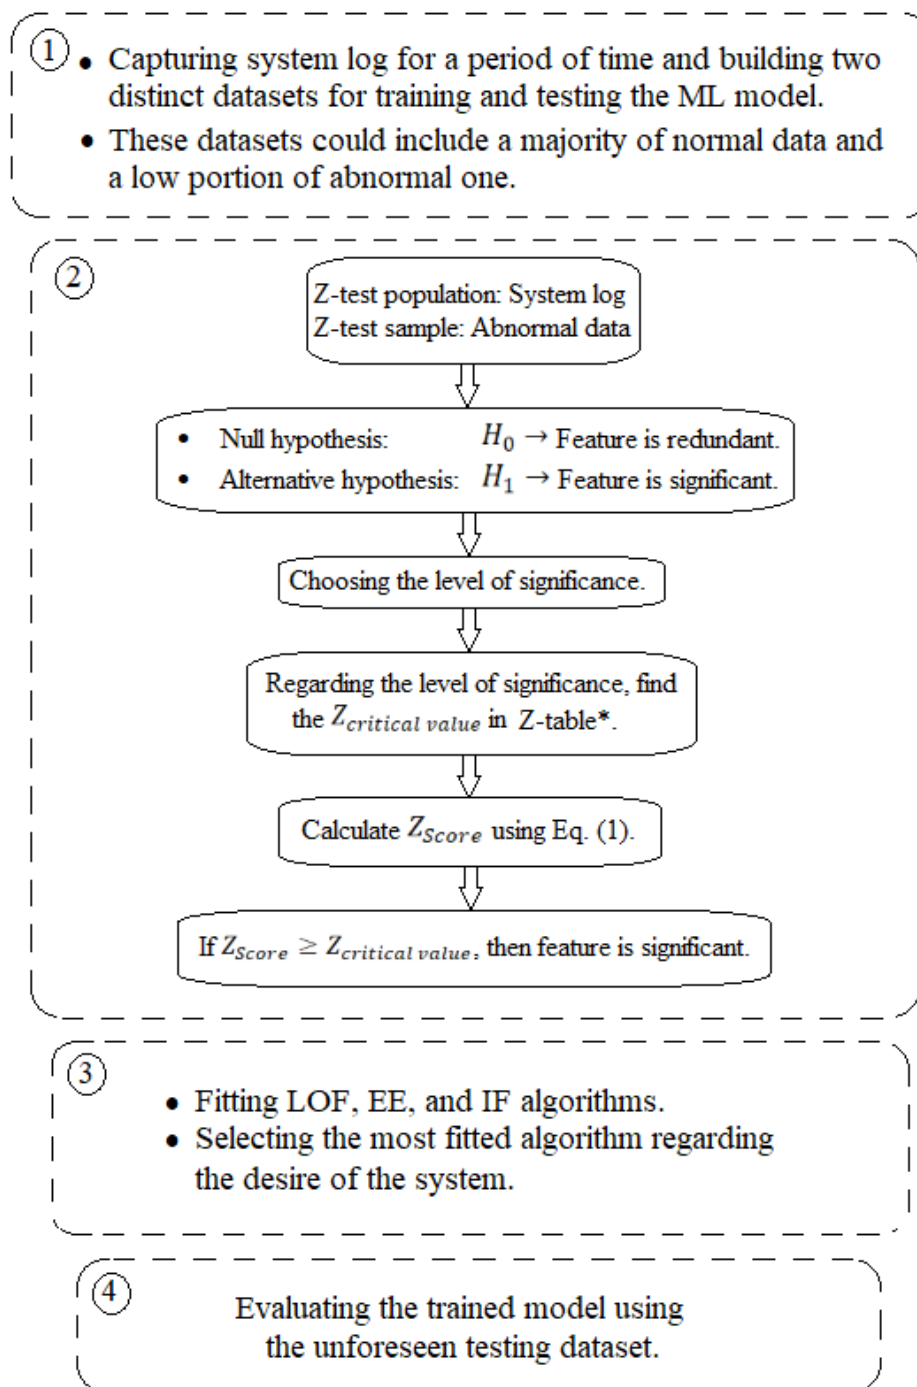 ①
• Capturing system log for a period of time and building two
distinct datasets for training and testing the ML model.
• These datasets could include a majority of normal data and
a low portion of abnormal one.
②
Z-test population: System log
Z-test sample: Abnormal data
• Null hypothesis: H₀ → Feature is redundant.
• Alternative hypothesis: H₁ → Feature is significant.
Choosing the level of significance.
Regarding the level of significance, find
the Z_critical value in Z-table*.
Calculate Z_Score using Eq. (1).
If Z_Score ≥ Z_critical value, then feature is significant.
③
• Fitting LOF, EE, and IF algorithms.
• Selecting the most fitted algorithm regarding
the desire of the system.
④
Evaluating the trained model using
the unforeseen testing dataset.